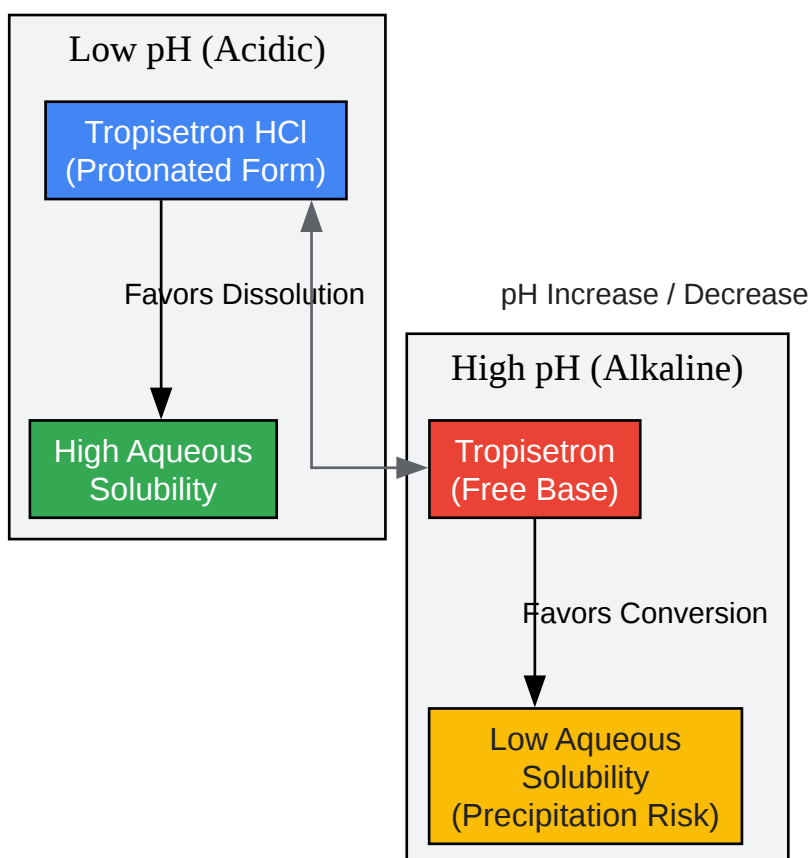 Low pH (Acidic)
Tropisetron HCl
(Protonated Form)
Favors Dissolution
High Aqueous
Solubility
pH Increase / Decrease
High pH (Alkaline)
Tropisetron
(Free Base)
Favors Conversion
Low Aqueous
Solubility
(Precipitation Risk)